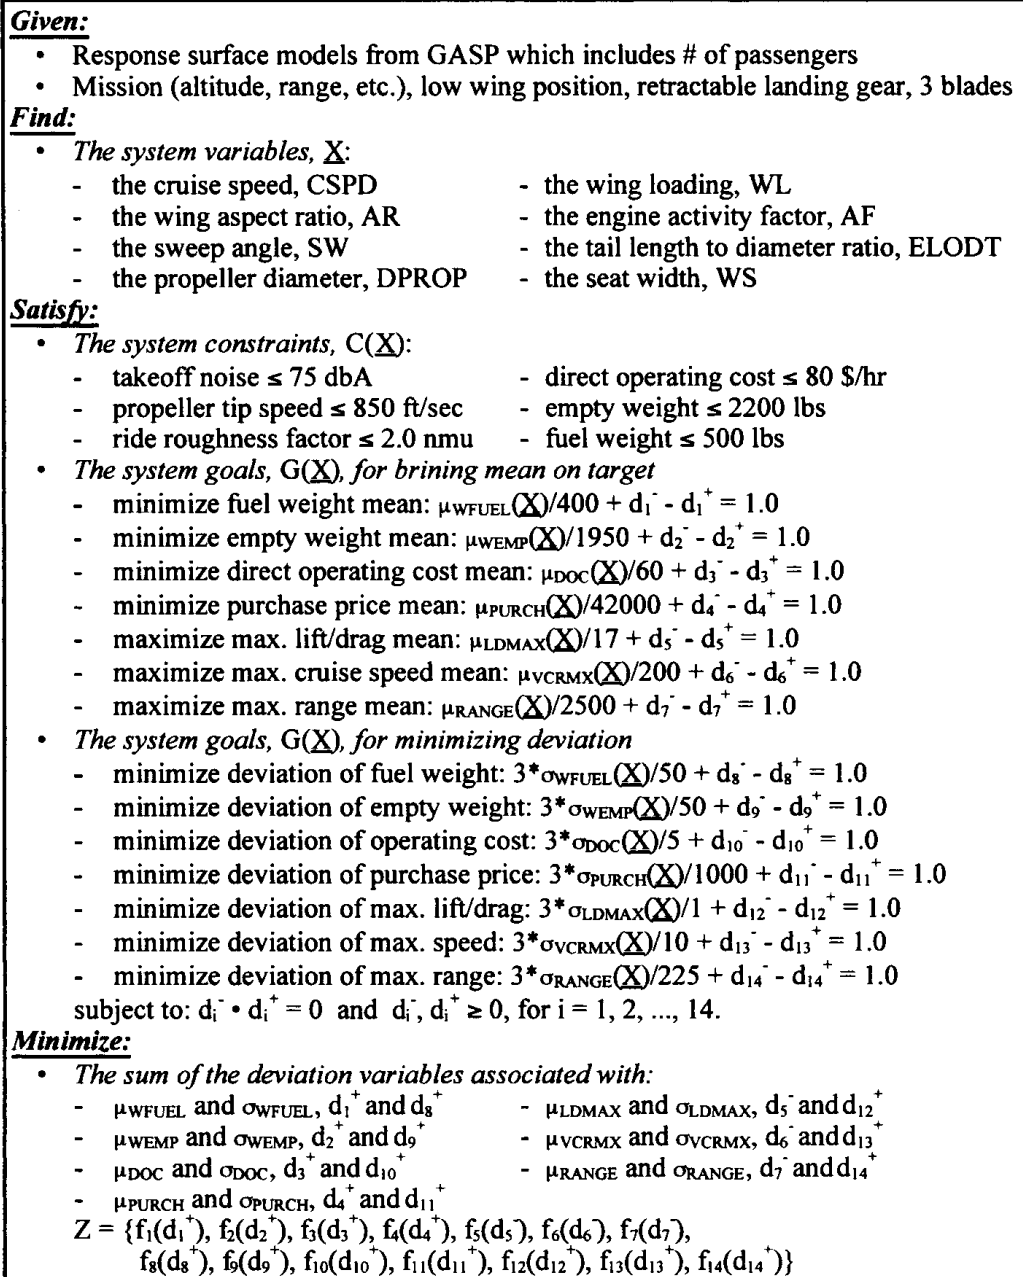 Given:
• Response surface models from GASP which includes # of passengers
• Mission (altitude, range, etc.), low wing position, retractable landing gear, 3 blades
Find:
• The system variables, X:
- the cruise speed, CSPD - the wing loading, WL
- the wing aspect ratio, AR - the engine activity factor, AF
- the sweep angle, SW - the tail length to diameter ratio, ELODT
- the propeller diameter, DPROP - the seat width, WS
Satisfy:
• The system constraints, C(X):
- takeoff noise ≤ 75 dbA - direct operating cost ≤ 80 $/hr
- propeller tip speed ≤ 850 ft/sec - empty weight ≤ 2200 lbs
- ride roughness factor ≤ 2.0 nmu - fuel weight ≤ 500 lbs
• The system goals, G(X), for brining mean on target
- minimize fuel weight mean: μWFUEL(X)/400 + d₁⁻ - d₁⁺ = 1.0
- minimize empty weight mean: μWEMP(X)/1950 + d₂⁻ - d₂⁺ = 1.0
- minimize direct operating cost mean: μDOC(X)/60 + d₃⁻ - d₃⁺ = 1.0
- minimize purchase price mean: μPURCH(X)/42000 + d₄⁻ - d₄⁺ = 1.0
- maximize max. lift/drag mean: μLDMAX(X)/17 + d₅⁻ - d₅⁺ = 1.0
- maximize max. cruise speed mean: μVCRMX(X)/200 + d₆⁻ - d₆⁺ = 1.0
- maximize max. range mean: μRANGE(X)/2500 + d₇⁻ - d₇⁺ = 1.0
• The system goals, G(X), for minimizing deviation
- minimize deviation of fuel weight: 3*σWFUEL(X)/50 + d₈⁻ - d₈⁺ = 1.0
- minimize deviation of empty weight: 3*σWEMP(X)/50 + d₉⁻ - d₉⁺ = 1.0
- minimize deviation of operating cost: 3*σDOC(X)/5 + d₁₀⁻ - d₁₀⁺ = 1.0
- minimize deviation of purchase price: 3*σPURCH(X)/1000 + d₁₁⁻ - d₁₁⁺ = 1.0
- minimize deviation of max. lift/drag: 3*σLDMAX(X)/1 + d₁₂⁻ - d₁₂⁺ = 1.0
- minimize deviation of max. speed: 3*σVCRMX(X)/10 + d₁₃⁻ - d₁₃⁺ = 1.0
- minimize deviation of max. range: 3*σRANGE(X)/225 + d₁₄⁻ - d₁₄⁺ = 1.0
subject to: dᵢ⁻ • dᵢ⁺ = 0 and dᵢ⁻, dᵢ⁺ ≥ 0, for i = 1, 2, ..., 14.
Minimize:
• The sum of the deviation variables associated with:
- μWFUEL and σWFUEL, d₁⁺ and d₈⁺ - μLDMAX and σLDMAX, d₅⁻ and d₁₂⁺
- μWEMP and σWEMP, d₂⁺ and d₉⁺ - μVCRMX and σVCRMX, d₆⁻ and d₁₃⁺
- μDOC and σDOC, d₃⁺ and d₁₀⁺ - μRANGE and σRANGE, d₇⁻ and d₁₄⁺
- μPURCH and σPURCH, d₄⁺ and d₁₁⁺
Z = {f₁(d₁⁺), f₂(d₂⁺), f₃(d₃⁺), f₄(d₄⁺), f₅(d₅⁻), f₆(d₆⁻), f₇(d₇⁻),
f₈(d₈⁺), f₉(d₉⁺), f₁₀(d₁₀⁺), f₁₁(d₁₁⁺), f₁₂(d₁₂⁺), f₁₃(d₁₃⁺), f₁₄(d₁₄⁺)}